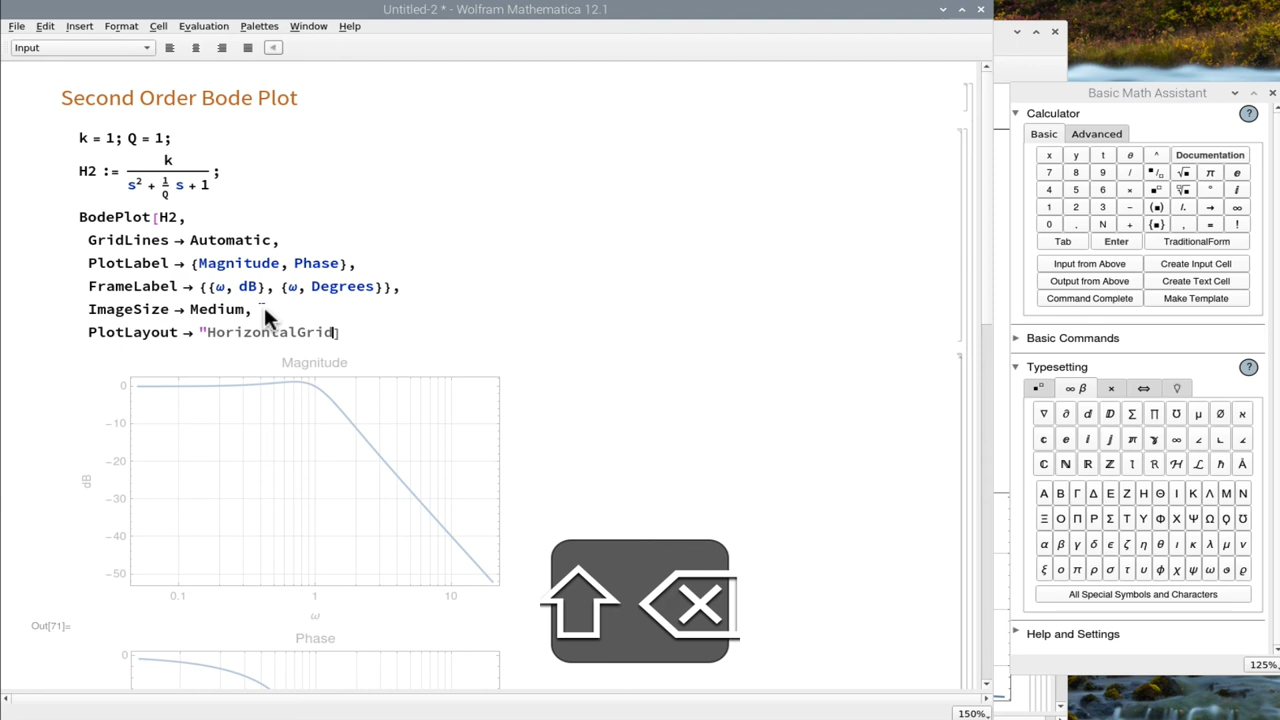 Untitled-2 * - Wolfram Mathematica 12.1
File Edit Insert Format Cell Evaluation Palettes Window Help
Input
Second Order Bode Plot
k = 1; Q = 1;
H2 := k / (s² + 1/Q s + 1) ;
BodePlot[H2,
GridLines → Automatic,
PlotLabel → {Magnitude, Phase},
FrameLabel → {{ω, dB}, {ω, Degrees}},
ImageSize → Medium,
PlotLayout → "HorizontalGrid]
Magnitude
0
-10
-20
-30
-40
-50
dB
0.1 1 10
ω
Out[71]=
Phase
0
150%
Basic Math Assistant
Calculator ?
Basic Advanced
x y t θ ^ Documentation
7 8 9 / √ π e
4 5 6 × √ ° i
1 2 3 − (▪) /. → ∞
0 . N + {▪} , = !
Tab Enter TraditionalForm
Input from Above Create Input Cell
Output from Above Create Text Cell
Command Complete Make Template
Basic Commands
Typesetting ?
∞ β × ⇔
∇ ∂ ⅆ ⅅ ∑ ∏ ℧ μ Ø ℵ
ⅇ ⅈ ⅉ π ∞ ∠
ℂ ℕ ℝ ℤ ℋ ℒ ℏ Å
Α Β Γ Δ Ε Ζ Η Θ Ι Κ Λ Μ Ν
Ξ Ο Π Ρ Σ Τ Υ Φ Χ Ψ Ω
α β γ δ ϵ ζ η θ ι κ λ μ ν
ξ ο π ρ σ τ υ φ χ ψ ω
All Special Symbols and Characters
Help and Settings
125%